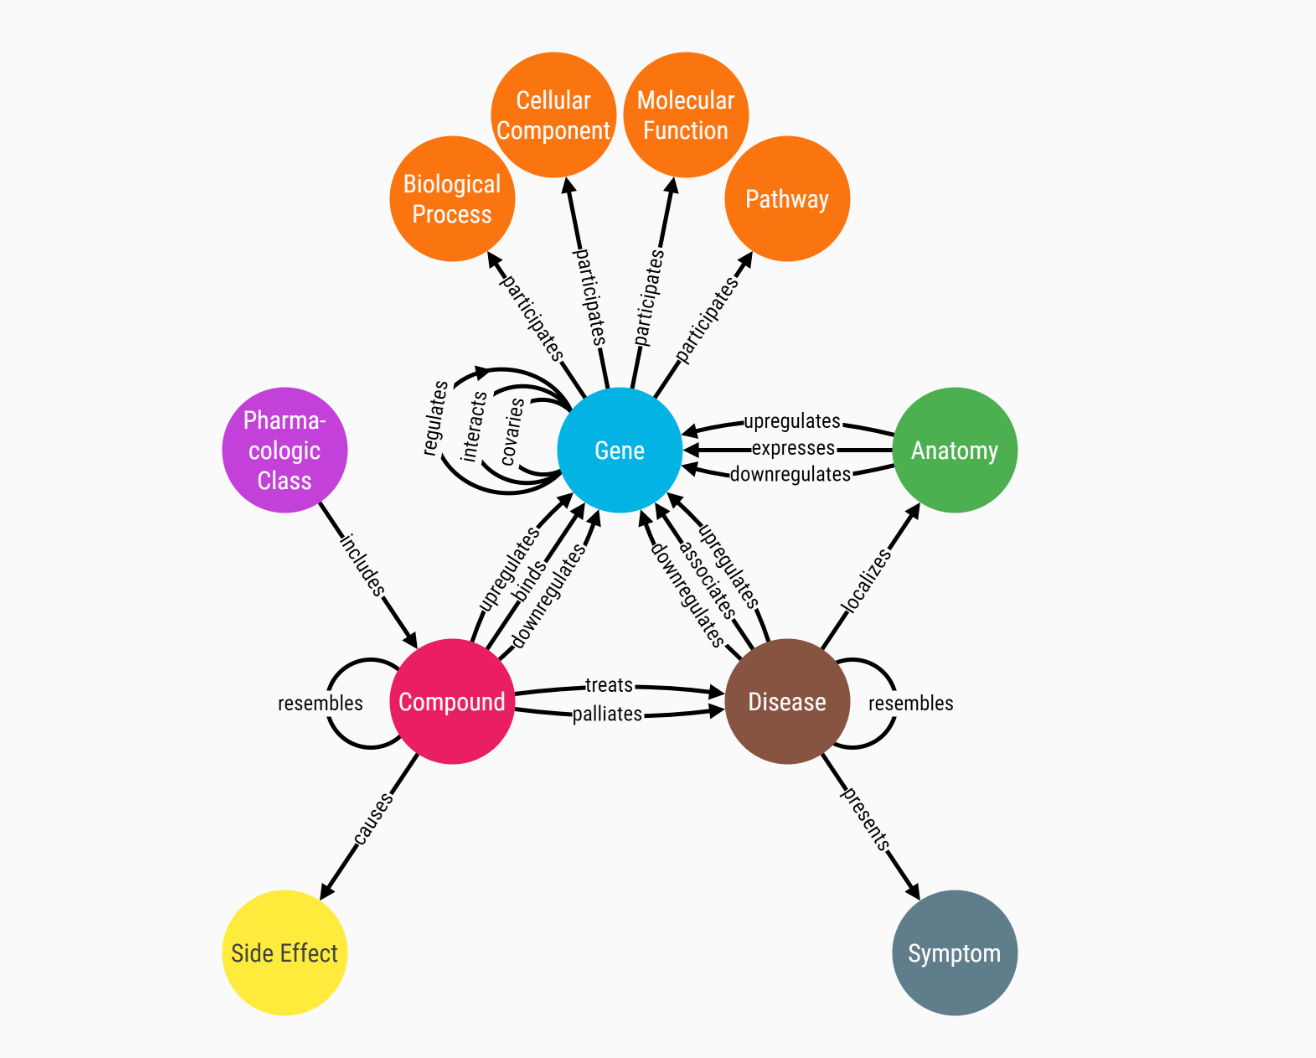 Cellular
Component
Molecular
Function
Biological
Process
Pathway
participates
participates
participates
participates
regulates
interacts
covaries
Pharma-
cologic
Class
Gene
upregulates
expresses
downregulates
Anatomy
includes
upregulates
binds
downregulates
downregulates
associates
upregulates
localizes
resembles
Compound
treats
palliates
Disease
resembles
causes
presents
Side Effect
Symptom